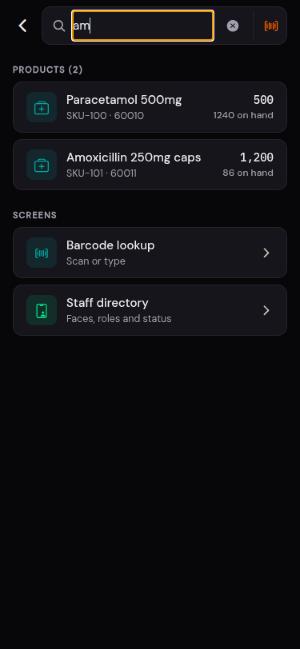 am
PRODUCTS (2)
Paracetamol 500mg
500
SKU-100 · 60010
1240 on hand
Amoxicillin 250mg caps
1,200
SKU-101 · 60011
86 on hand
SCREENS
Barcode lookup
Scan or type
Staff directory
Faces, roles and status